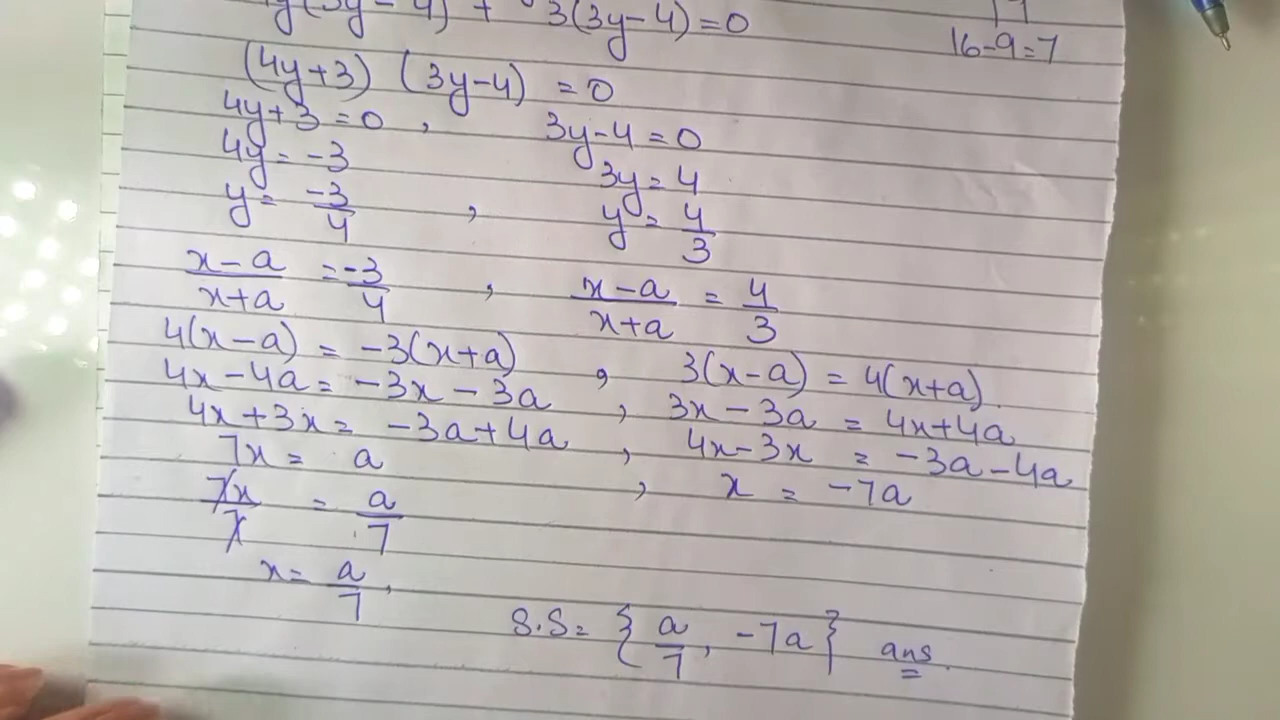 y(3y-4) + 3(3y-4)=0
16-9=7
(4y+3) (3y-4) =0
4y+3=0 , 3y-4=0
4y=-3 3y=4
y= -3/4 , y= 4/3
x-a/x+a =-3/4 , x-a/x+a = 4/3
4(x-a) = -3(x+a) , 3(x-a) = 4(x+a).
4x-4a= -3x-3a , 3x-3a = 4x+4a
4x+3x= -3a+4a , 4x-3x = -3a-4a
7x= a , x = -7a
7x/7 = a/7
x= a/7,
S.S= {a/7, -7a} ans.